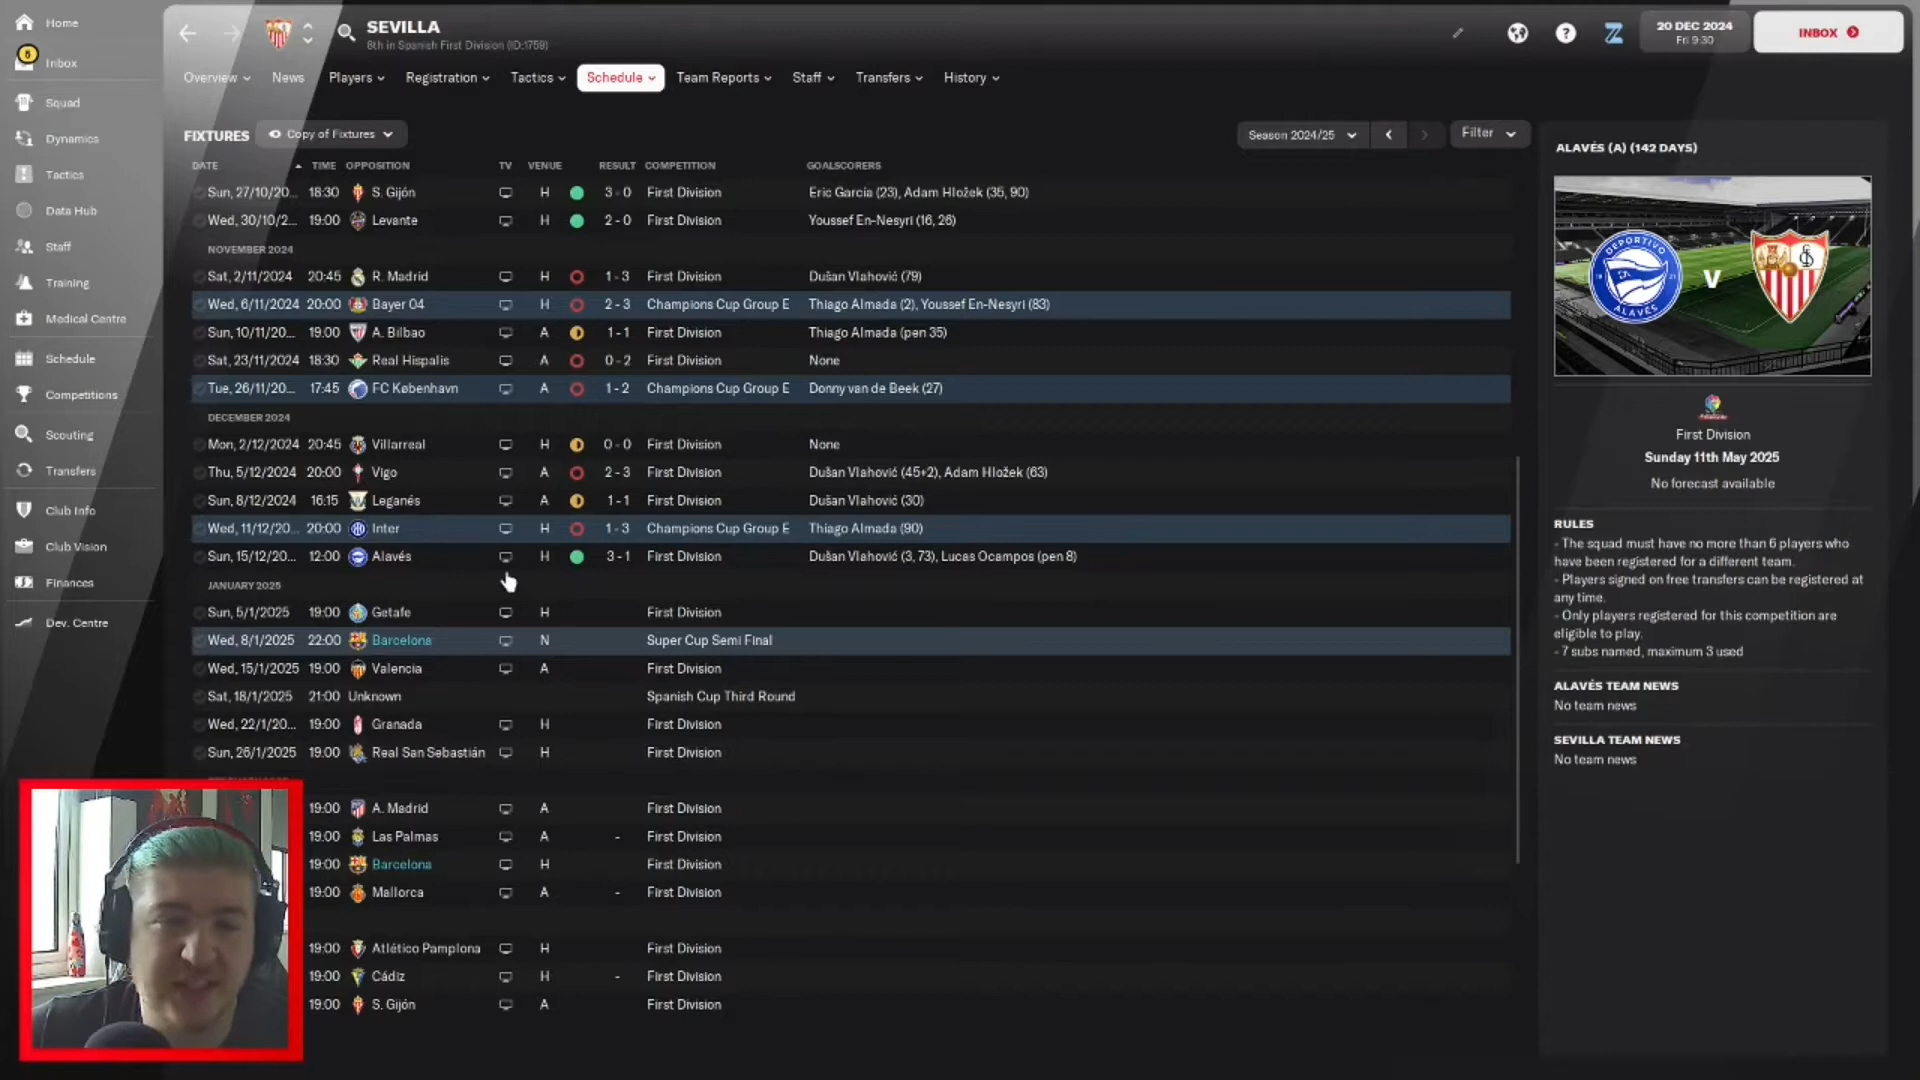 Home
SEVILLA
8th in Spanish First Division (ID:1759)
20 DEC 2024
Fri 9:30
INBOX
5
Inbox
Overview News Players Registration Tactics Schedule Team Reports Staff Transfers History
Squad
Dynamics
Tactics
Data Hub
Staff
Training
Medical Centre
Schedule
Competitions
Scouting
Transfers
Club Info
Club Vision
Finances
Dev. Centre
FIXTURES Copy of Fixtures Season 2024/25 Filter
DATE TIME OPPOSITION TV VENUE RESULT COMPETITION GOALSCORERS
Sun, 27/10/20... 18:30 S. Gijón H 3 - 0 First Division Eric García (23), Adam Hložek (35, 90)
Wed, 30/10/2... 19:00 Levante H 2 - 0 First Division Youssef En-Nesyri (16, 26)
NOVEMBER 2024
Sat, 2/11/2024 20:45 R. Madrid H 1 - 3 First Division Dušan Vlahović (79)
Wed, 6/11/2024 20:00 Bayer 04 H 2 - 3 Champions Cup Group E Thiago Almada (2), Youssef En-Nesyri (83)
Sun, 10/11/20... 19:00 A. Bilbao A 1 - 1 First Division Thiago Almada (pen 35)
Sat, 23/11/2024 18:30 Real Hispalis A 0 - 2 First Division None
Tue, 26/11/20... 17:45 FC København A 1 - 2 Champions Cup Group E Donny van de Beek (27)
DECEMBER 2024
Mon, 2/12/2024 20:45 Villarreal H 0 - 0 First Division None
Thu, 5/12/2024 20:00 Vigo A 2 - 3 First Division Dušan Vlahović (45+2), Adam Hložek (63)
Sun, 8/12/2024 16:15 Leganés A 1 - 1 First Division Dušan Vlahović (30)
Wed, 11/12/20... 20:00 Inter H 1 - 3 Champions Cup Group E Thiago Almada (90)
Sun, 15/12/20... 12:00 Alavés H 3 - 1 First Division Dušan Vlahović (3, 73), Lucas Ocampos (pen 8)
JANUARY 2025
Sun, 5/1/2025 19:00 Getafe H First Division
Wed, 8/1/2025 22:00 Barcelona N Super Cup Semi Final
Wed, 15/1/2025 19:00 Valencia A First Division
Sat, 18/1/2025 21:00 Unknown Spanish Cup Third Round
Wed, 22/1/20... 19:00 Granada H First Division
Sun, 26/1/2025 19:00 Real San Sebastián H First Division
19:00 A. Madrid A First Division
19:00 Las Palmas A - First Division
19:00 Barcelona H First Division
19:00 Mallorca A - First Division
19:00 Atlético Pamplona H First Division
19:00 Cádiz H - First Division
19:00 S. Gijón A First Division
ALAVÉS (A) (142 DAYS)
DEPORTIVO
ALAVÉS
V
First Division
Sunday 11th May 2025
No forecast available
RULES
- The squad must have no more than 6 players who
have been registered for a different team.
- Players signed on free transfers can be registered at
any time.
- Only players registered for this competition are
eligible to play.
- 7 subs named, maximum 3 used
ALAVÉS TEAM NEWS
No team news
SEVILLA TEAM NEWS
No team news